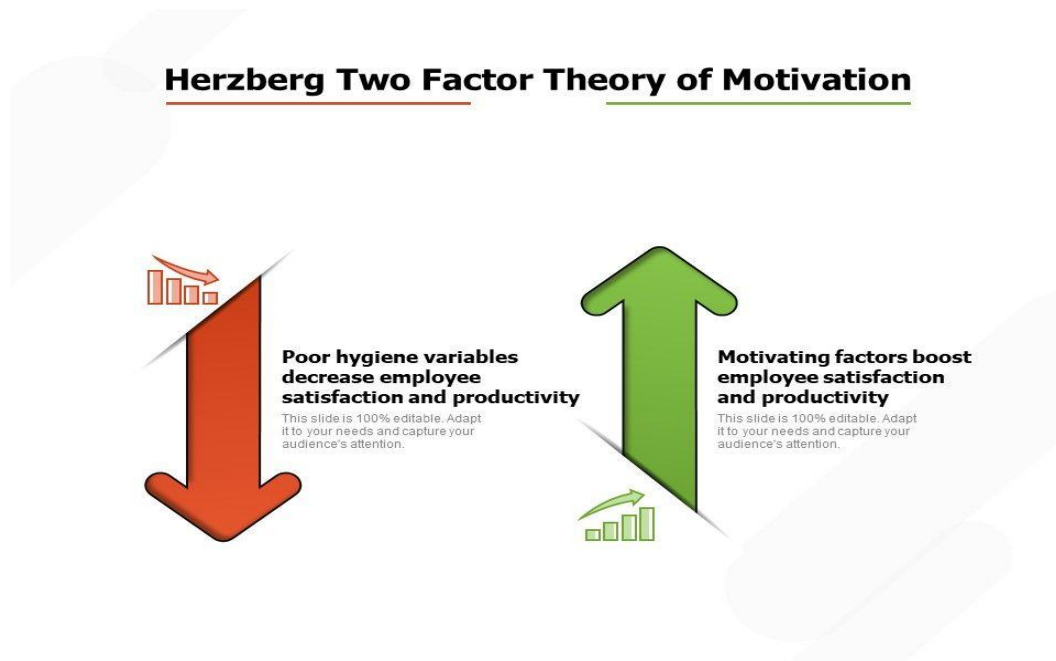 Herzberg Two Factor Theory of Motivation
Poor hygiene variables
decrease employee
satisfaction and productivity
This slide is 100% editable. Adapt
it to your needs and capture your
audience's attention.
Motivating factors boost
employee satisfaction
and productivity
This slide is 100% editable. Adapt
it to your needs and capture your
audience's attention.